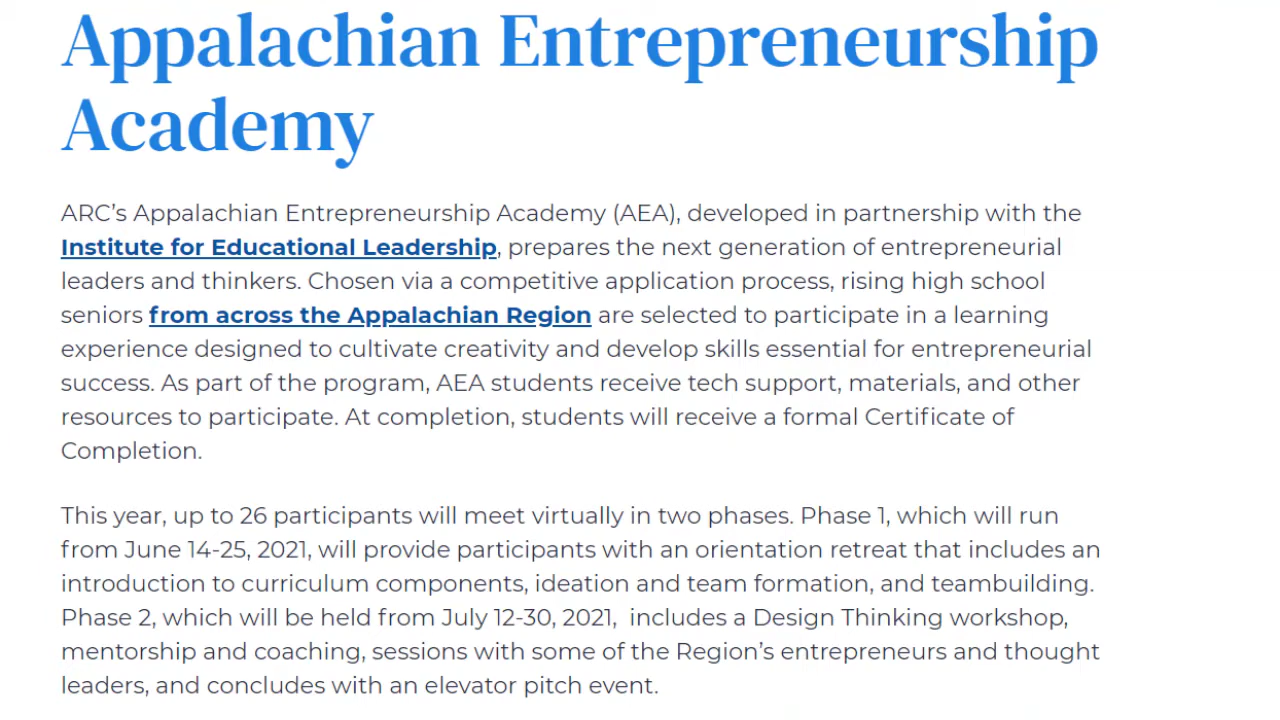 Appalachian Entrepreneurship
Academy
ARC’s Appalachian Entrepreneurship Academy (AEA), developed in partnership with the
Institute for Educational Leadership, prepares the next generation of entrepreneurial
leaders and thinkers. Chosen via a competitive application process, rising high school
seniors from across the Appalachian Region are selected to participate in a learning
experience designed to cultivate creativity and develop skills essential for entrepreneurial
success. As part of the program, AEA students receive tech support, materials, and other
resources to participate. At completion, students will receive a formal Certificate of
Completion.
This year, up to 26 participants will meet virtually in two phases. Phase 1, which will run
from June 14-25, 2021, will provide participants with an orientation retreat that includes an
introduction to curriculum components, ideation and team formation, and teambuilding.
Phase 2, which will be held from July 12-30, 2021,  includes a Design Thinking workshop,
mentorship and coaching, sessions with some of the Region’s entrepreneurs and thought
leaders, and concludes with an elevator pitch event.